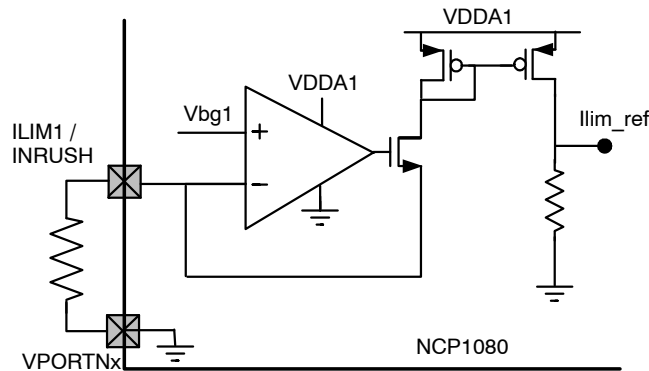 VDDA1
VDDA1
Vbg1
ILIM1 /
INRUSH
Ilim_ref
+
−
VPORTNx
NCP1080